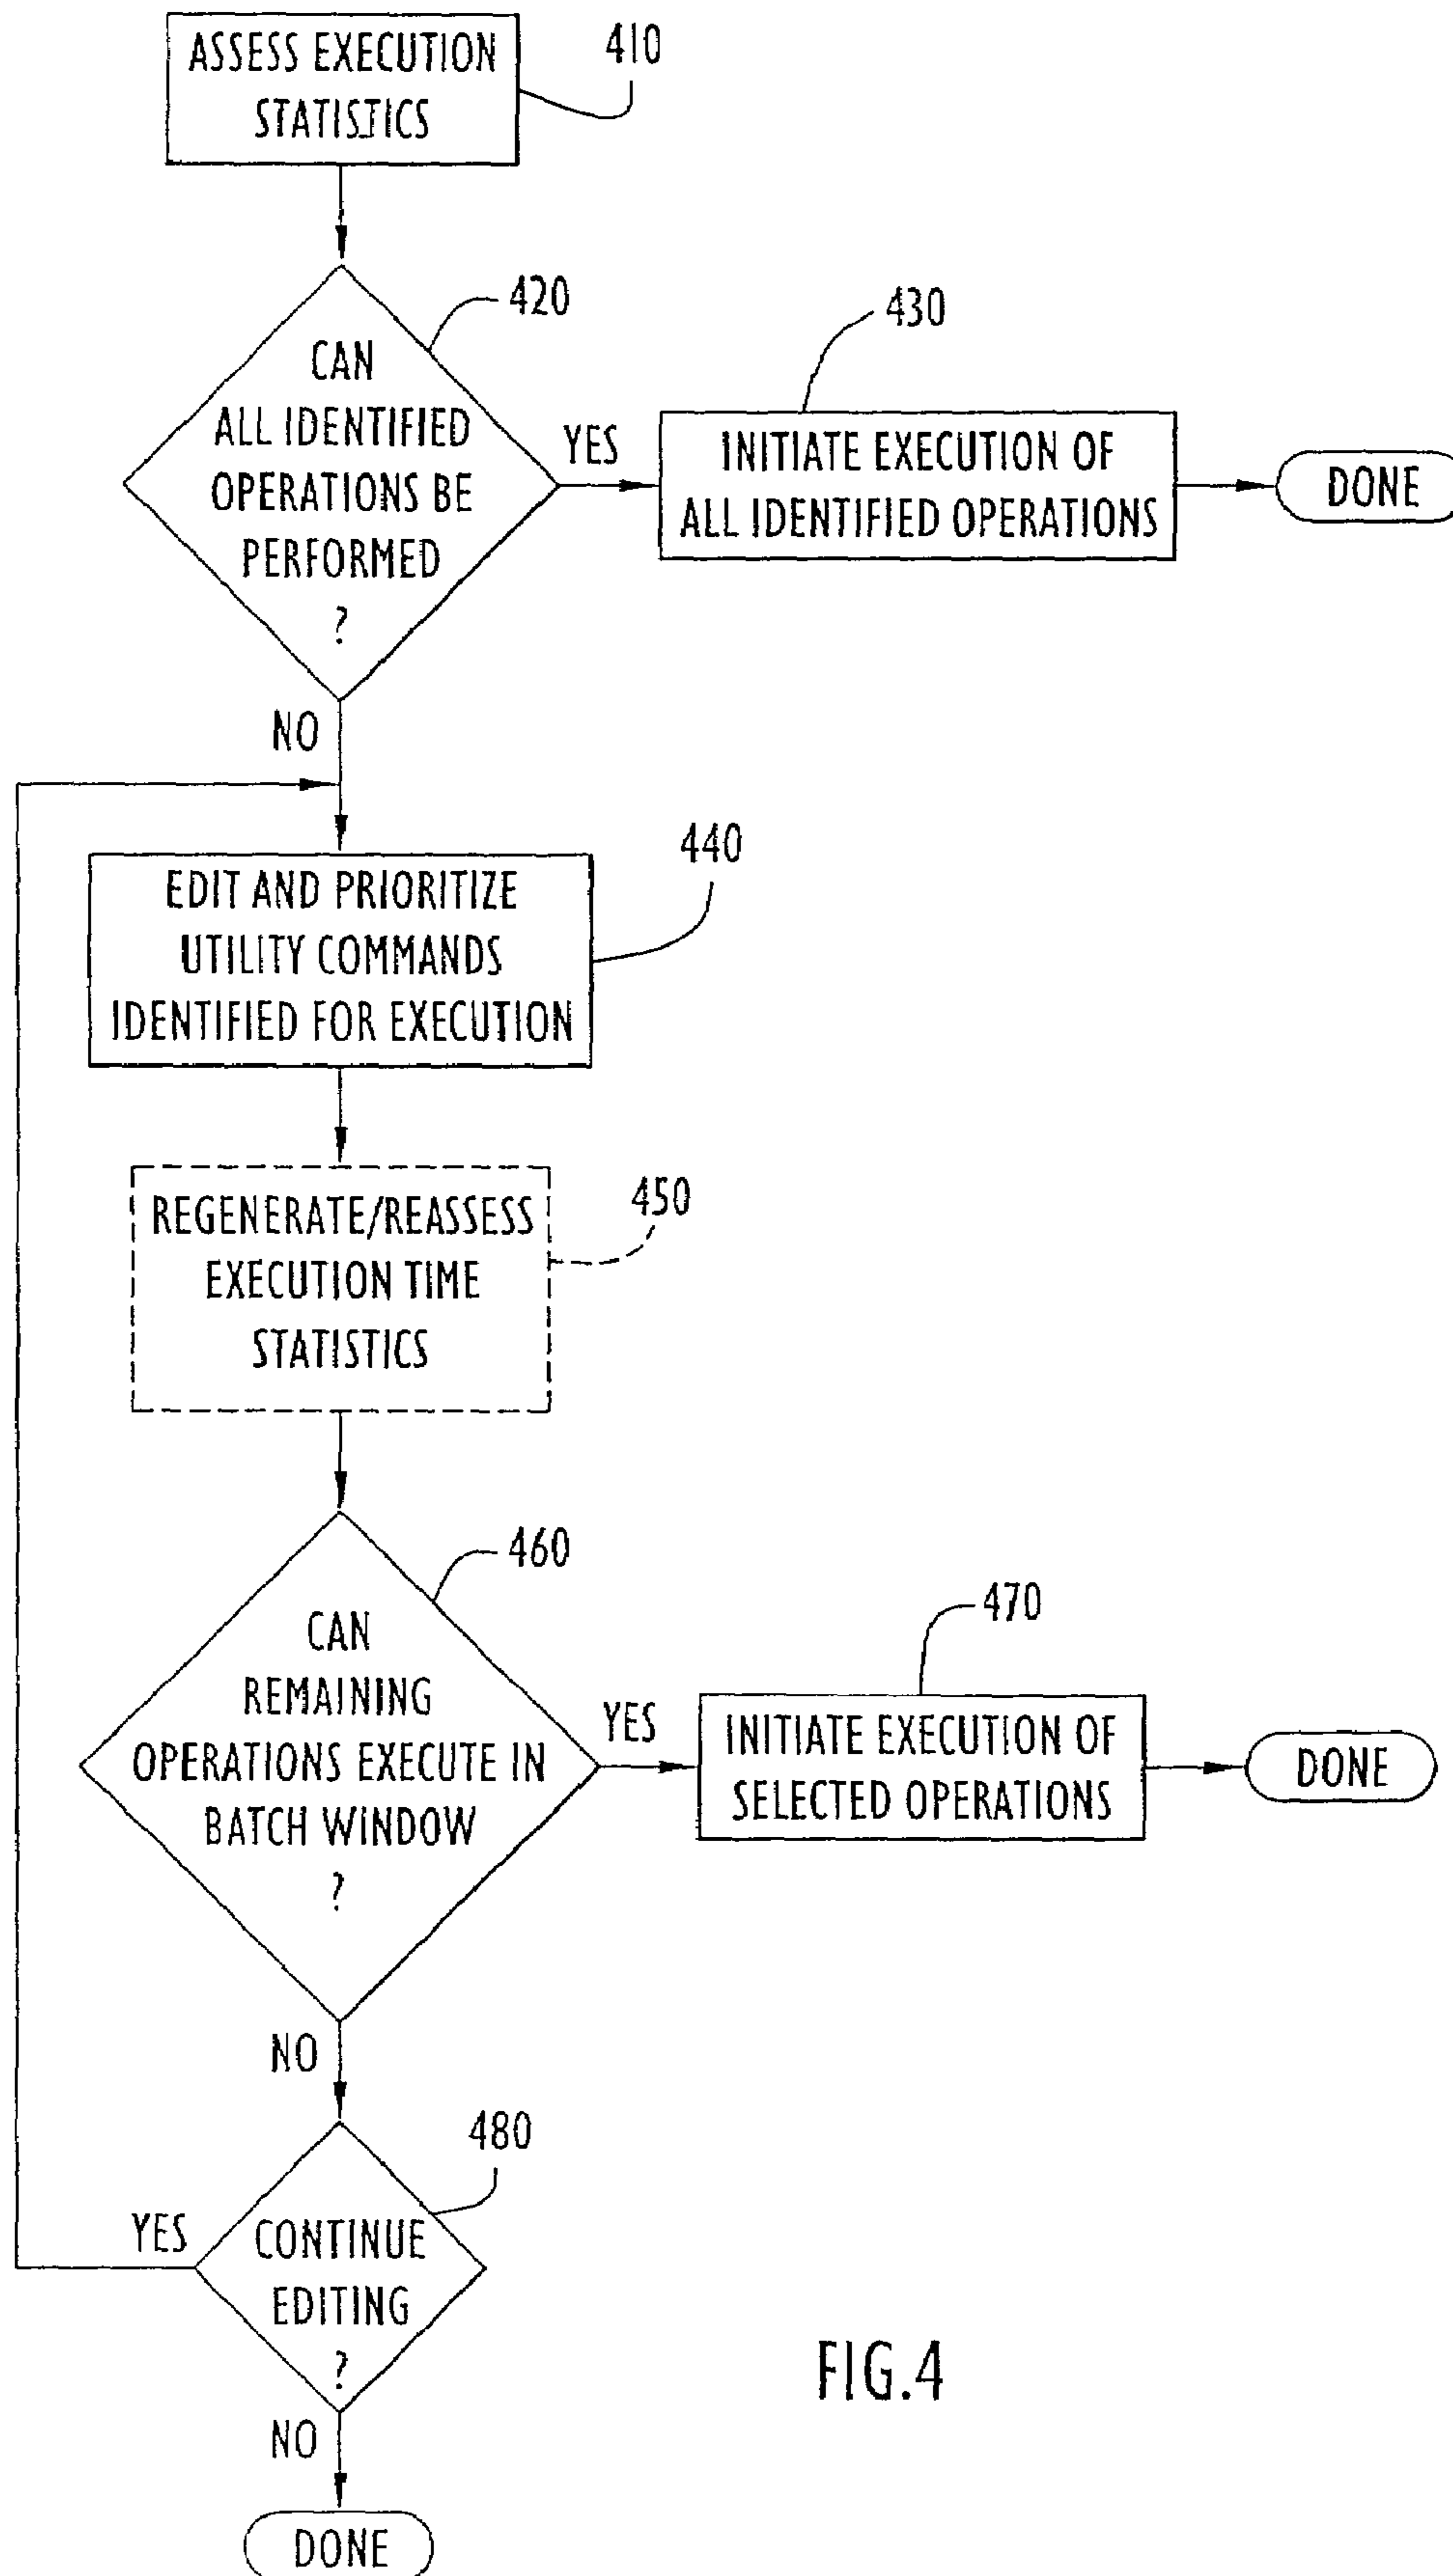 ASSESS EXECUTION
STATISTICS
410
420
CAN
ALL IDENTIFIED
OPERATIONS BE
PERFORMED
?
YES
430
INITIATE EXECUTION OF
ALL IDENTIFIED OPERATIONS
DONE
NO
440
EDIT AND PRIORITIZE
UTILITY COMMANDS
IDENTIFIED FOR EXECUTION
450
REGENERATE/REASSESS
EXECUTION TIME
STATISTICS
460
CAN
REMAINING
OPERATIONS EXECUTE IN
BATCH WINDOW
?
YES
470
INITIATE EXECUTION OF
SELECTED OPERATIONS
DONE
NO
480
YES
CONTINUE
EDITING
?
NO
DONE
FIG.4